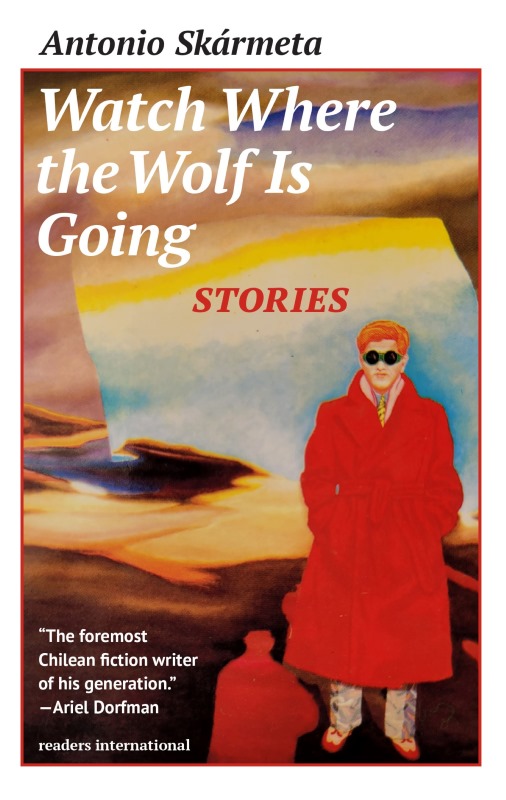 Antonio Skármeta
Watch Where
the Wolf Is
Going
STORIES
“The foremost
Chilean fiction writer
of his generation.”
—Ariel Dorfman
readers international